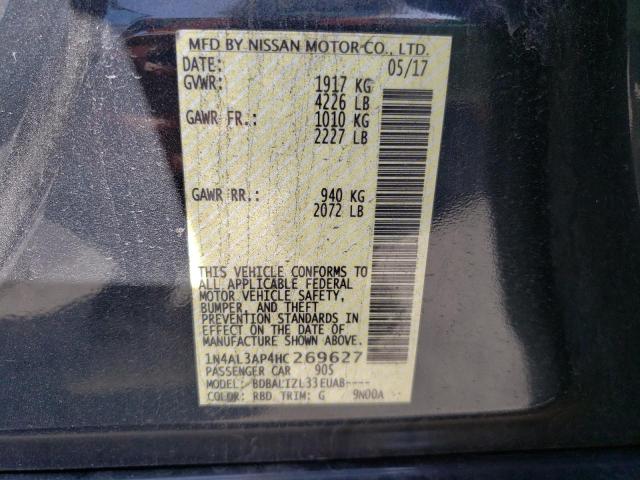 MFD BY NISSAN MOTOR CO., LTD.
DATE: 05/17
GVWR: 1917 KG
4226 LB
GAWR FR.: 1010 KG
2227 LB
GAWR RR.: 940 KG
2072 LB
THIS VEHICLE CONFORMS TO
ALL APPLICABLE FEDERAL
MOTOR VEHICLE SAFETY,
BUMPER, AND THEFT
PREVENTION STANDARDS IN
EFFECT ON THE DATE OF
MANUFACTURE SHOWN ABOVE.
1N4AL3AP4HC269627
PASSENGER CAR 905
MODEL: BDBALIZL33EUAB----
COLOR: RBD TRIM: G 9N00A